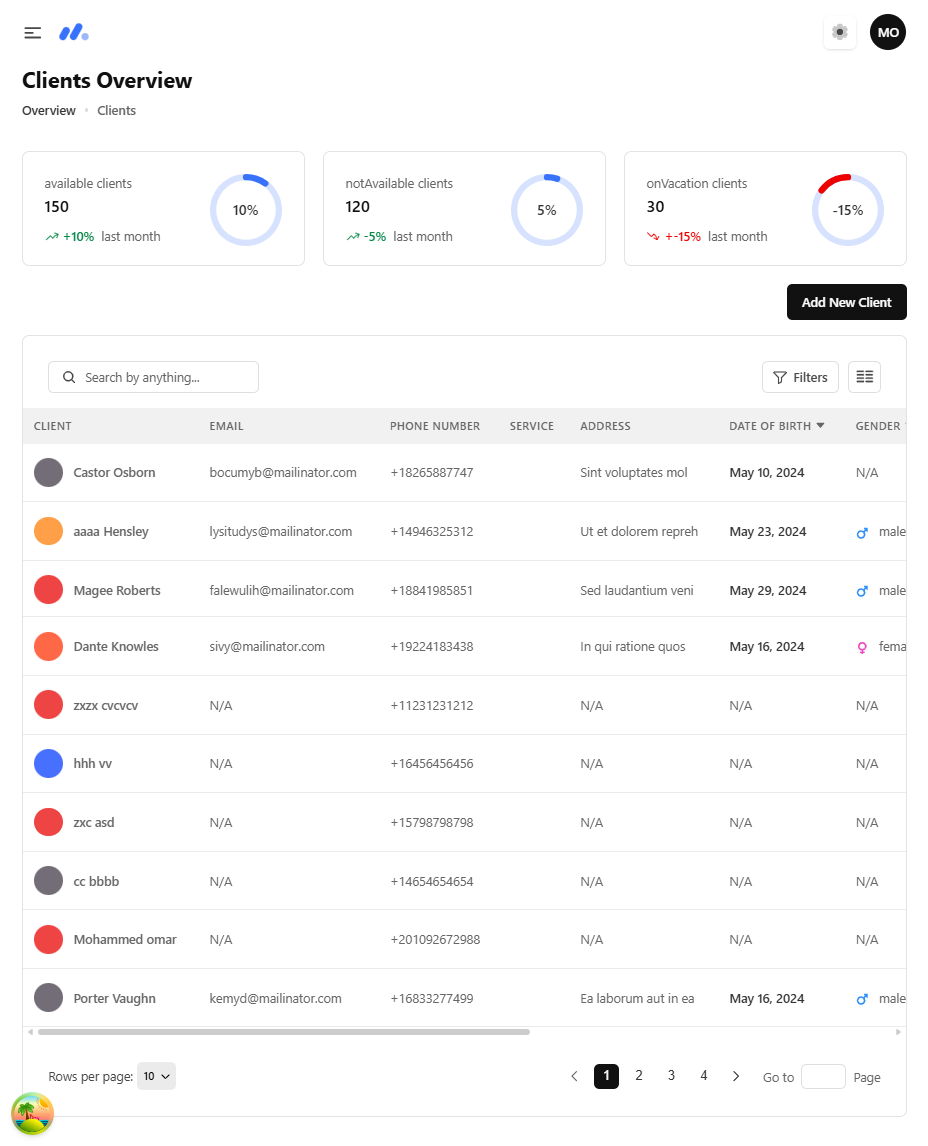 MO
Clients Overview
Overview • Clients
available clients
150
+10% last month
10%
notAvailable clients
120
-5% last month
5%
onVacation clients
30
+-15% last month
-15%
Add New Client
Search by anything...
Filters
CLIENT EMAIL PHONE NUMBER SERVICE ADDRESS DATE OF BIRTH GENDER
Castor Osborn bocumyb@mailinator.com +18265887747 Sint voluptates mol May 10, 2024 N/A
aaaa Hensley lysitudys@mailinator.com +14946325312 Ut et dolorem repreh May 23, 2024 male
Magee Roberts falewulih@mailinator.com +18841985851 Sed laudantium veni May 29, 2024 male
Dante Knowles sivy@mailinator.com +19224183438 In qui ratione quos May 16, 2024 fema
zxzx cvcvcv N/A +11231231212 N/A N/A N/A
hhh vv N/A +16456456456 N/A N/A N/A
zxc asd N/A +15798798798 N/A N/A N/A
cc bbbb N/A +14654654654 N/A N/A N/A
Mohammed omar N/A +201092672988 N/A N/A N/A
Porter Vaughn kemyd@mailinator.com +16833277499 Ea laborum aut in ea May 16, 2024 male
Rows per page: 10 1 2 3 4 Go to Page